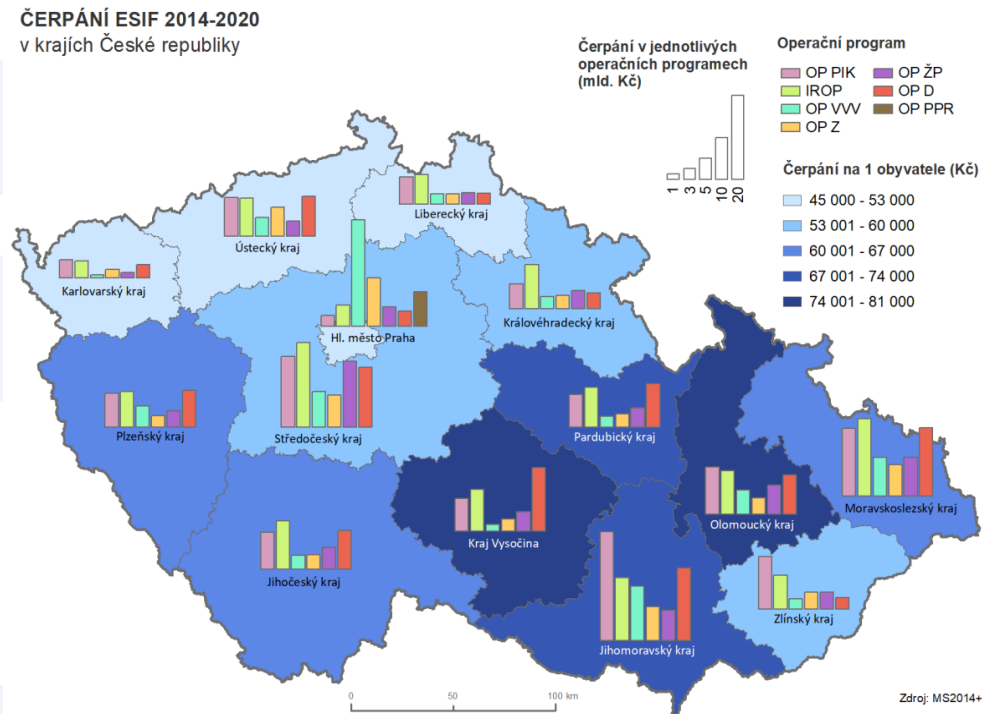 ČERPÁNÍ ESIF 2014-2020
v krajích České republiky
Čerpání v jednotlivých
operačních programech
(mld. Kč)
1
3
5
10
20
Operační program
OP PIK
OP ŽP
IROP
OP D
OP VVV
OP PPR
OP Z
Čerpání na 1 obyvatele (Kč)
45 000 - 53 000
53 001 - 60 000
60 001 - 67 000
67 001 - 74 000
74 001 - 81 000
Liberecký kraj
Ústecký kraj
Karlovarský kraj
Královéhradecký kraj
Hl. město Praha
Plzeňský kraj
Středočeský kraj
Pardubický kraj
Moravskoslezský kraj
Olomoucký kraj
Kraj Vysočina
Jihočeský kraj
Zlínský kraj
Jihomoravský kraj
0
50
100 km
Zdroj: MS2014+